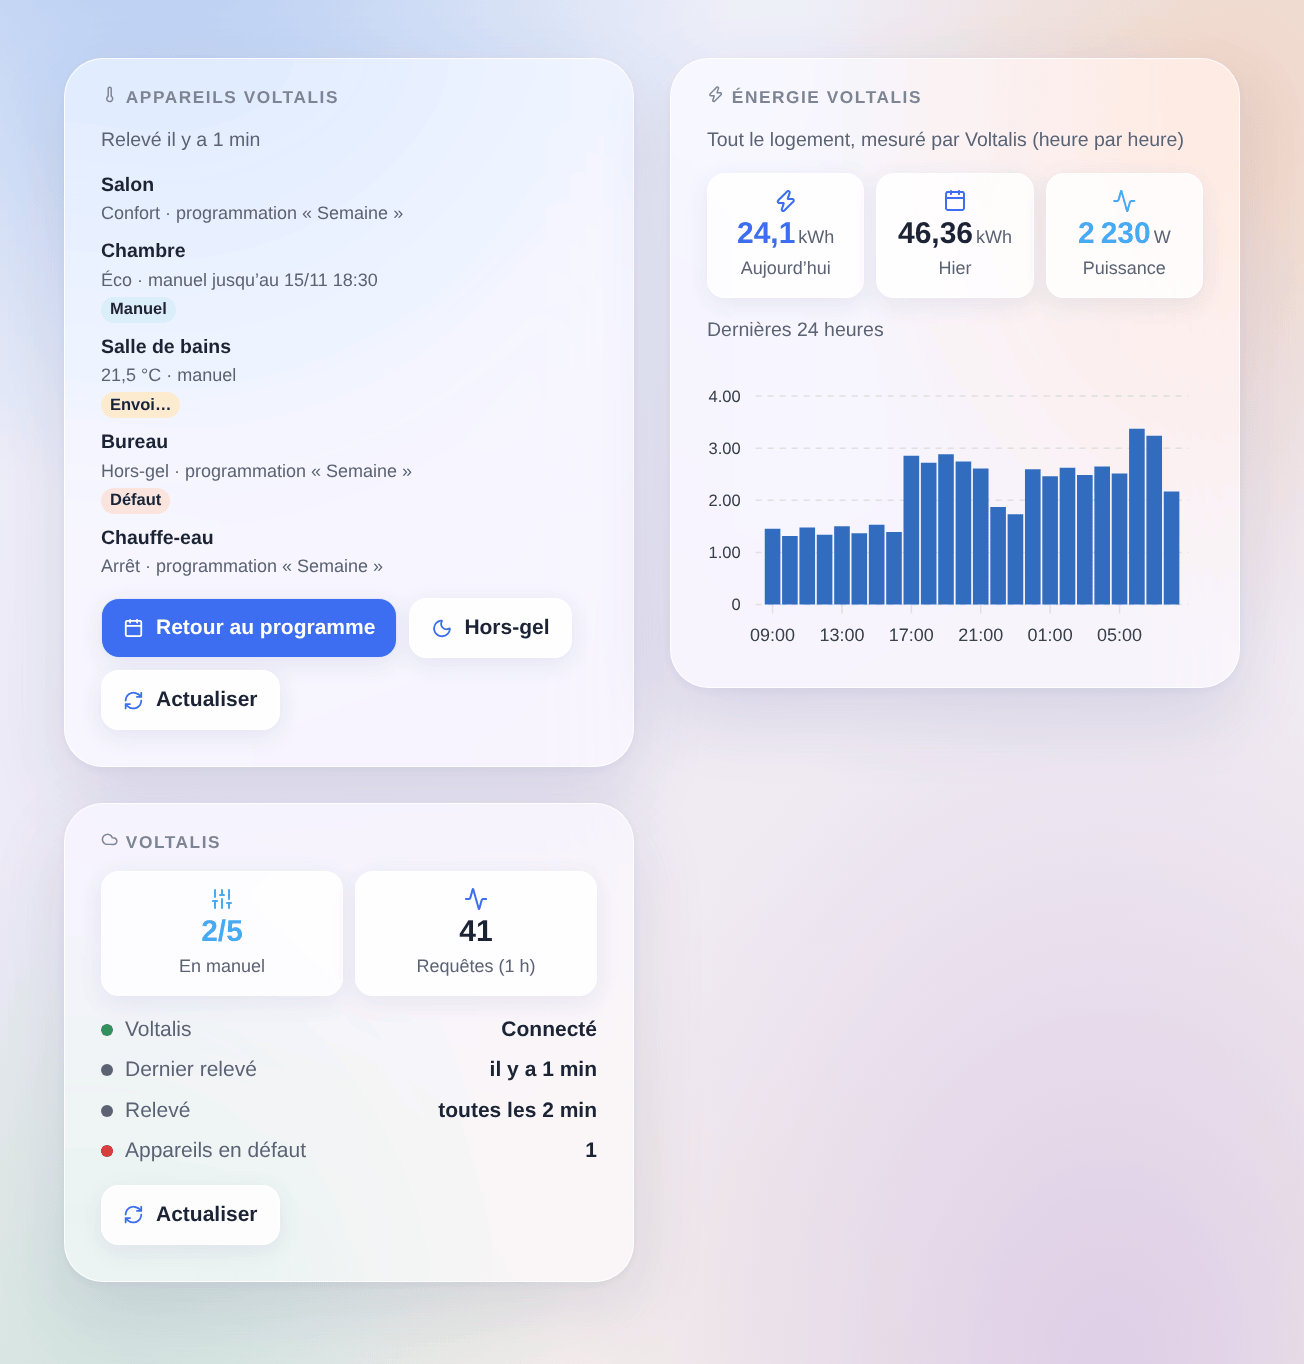 APPAREILS VOLTALIS
Relevé il y a 1 min
Salon
Confort · programmation « Semaine »
Chambre
Éco · manuel jusqu’au 15/11 18:30
Manuel
Salle de bains
21,5 °C · manuel
Envoi…
Bureau
Hors-gel · programmation « Semaine »
Défaut
Chauffe-eau
Arrêt · programmation « Semaine »
Retour au programme
Hors-gel
Actualiser
ÉNERGIE VOLTALIS
Tout le logement, mesuré par Voltalis (heure par heure)
24,1 kWh
Aujourd’hui
46,36 kWh
Hier
2 230 W
Puissance
Dernières 24 heures
4.00
3.00
2.00
1.00
0
09:00 13:00 17:00 21:00 01:00 05:00
VOLTALIS
2/5
En manuel
41
Requêtes (1 h)
Voltalis Connecté
Dernier relevé il y a 1 min
Relevé toutes les 2 min
Appareils en défaut 1
Actualiser